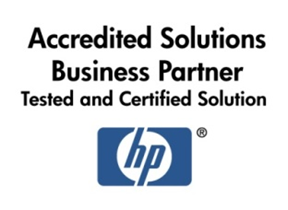 Accredited Solutions
Business Partner
Tested and Certified Solution
hp ®